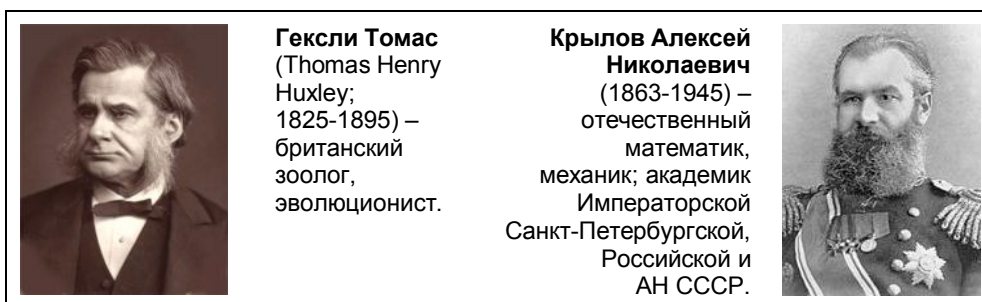 Гексли Томас
(Thomas Henry
Huxley;
1825-1895) –
британский
зоолог,
эволюционист.
Крылов Алексей
Николаевич
(1863-1945) –
отечественный
математик,
механик; академик
Императорской
Санкт-Петербургской,
Российской и
АН СССР.